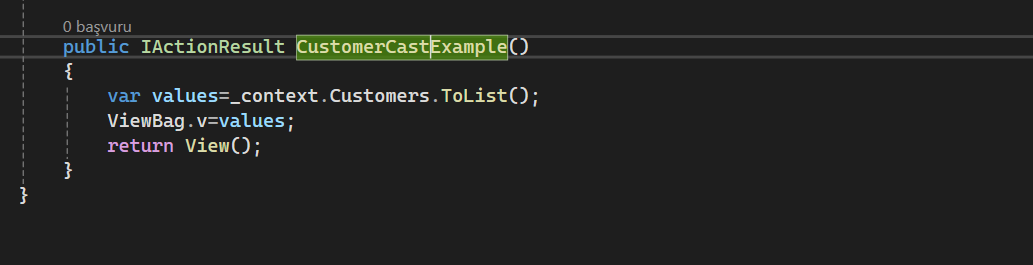 0 başvuru
public IActionResult CustomerCastExample()
{
var values=_context.Customers.ToList();
ViewBag.v=values;
return View();
}
}